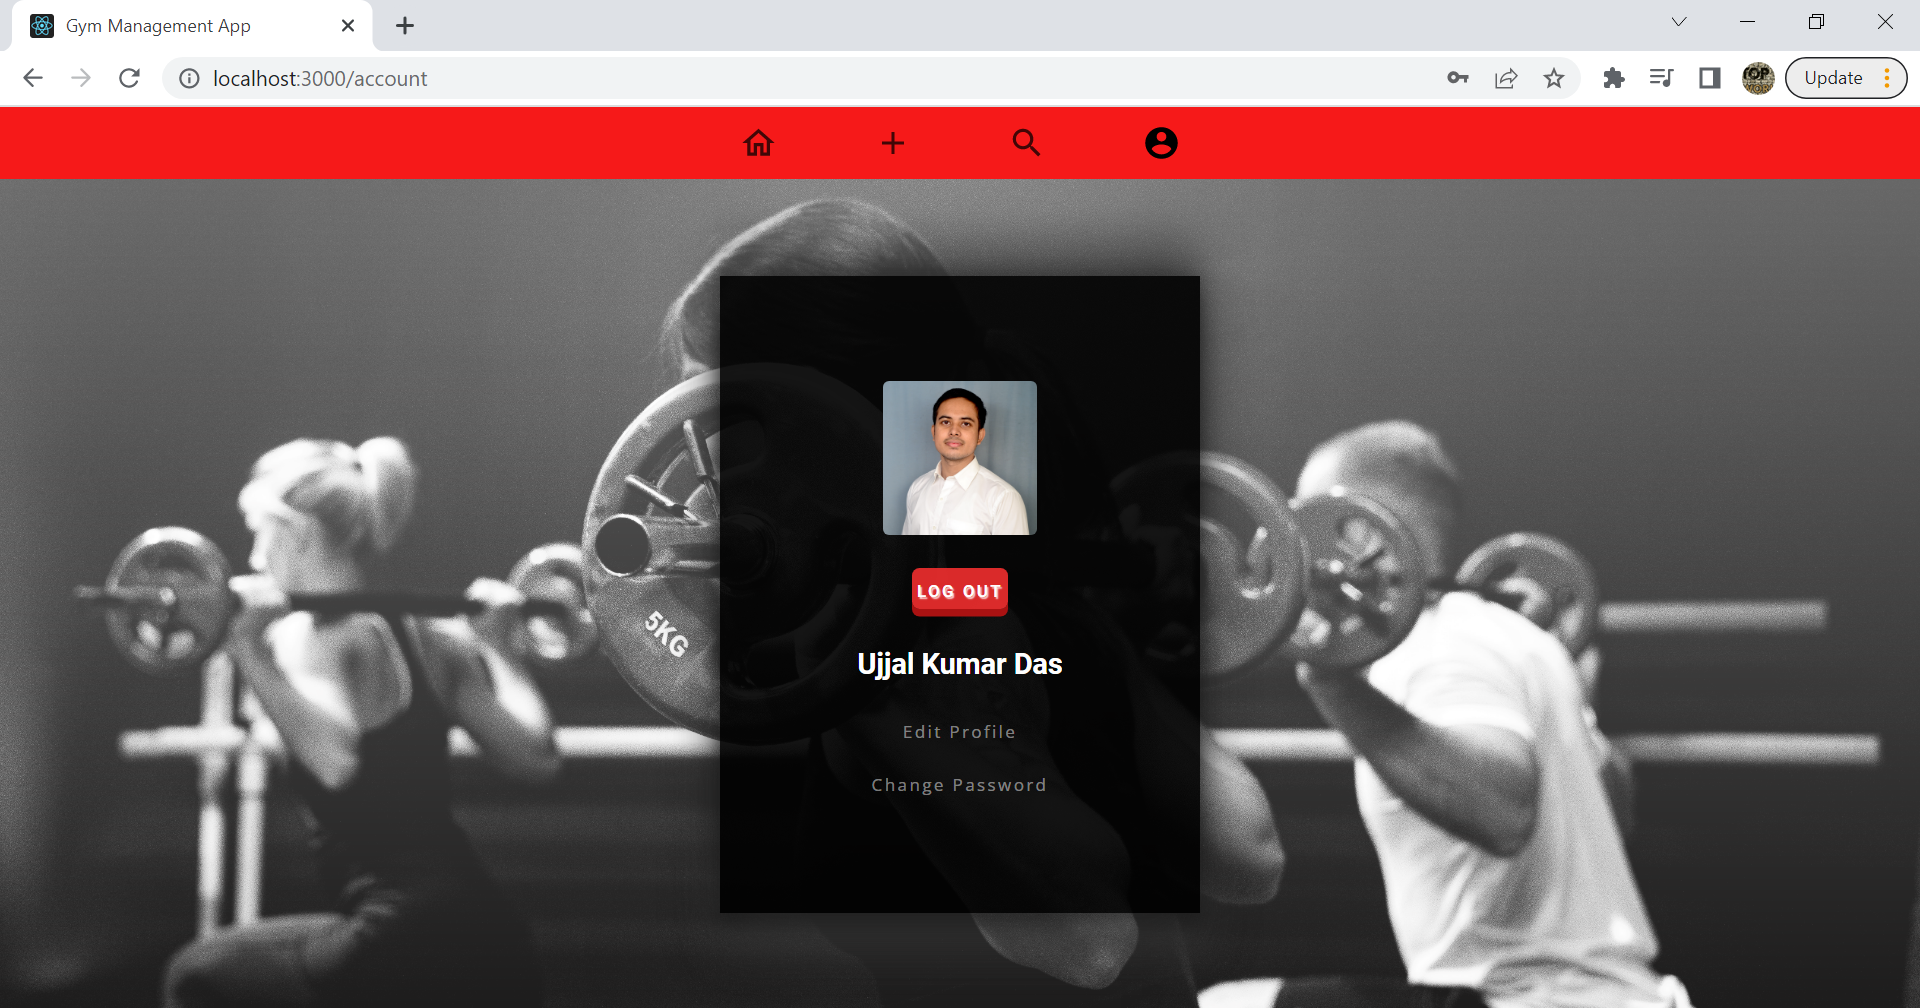 Gym Management App
localhost:3000/account
Update
5KG
LOG OUT
Ujjal Kumar Das
Edit Profile
Change Password